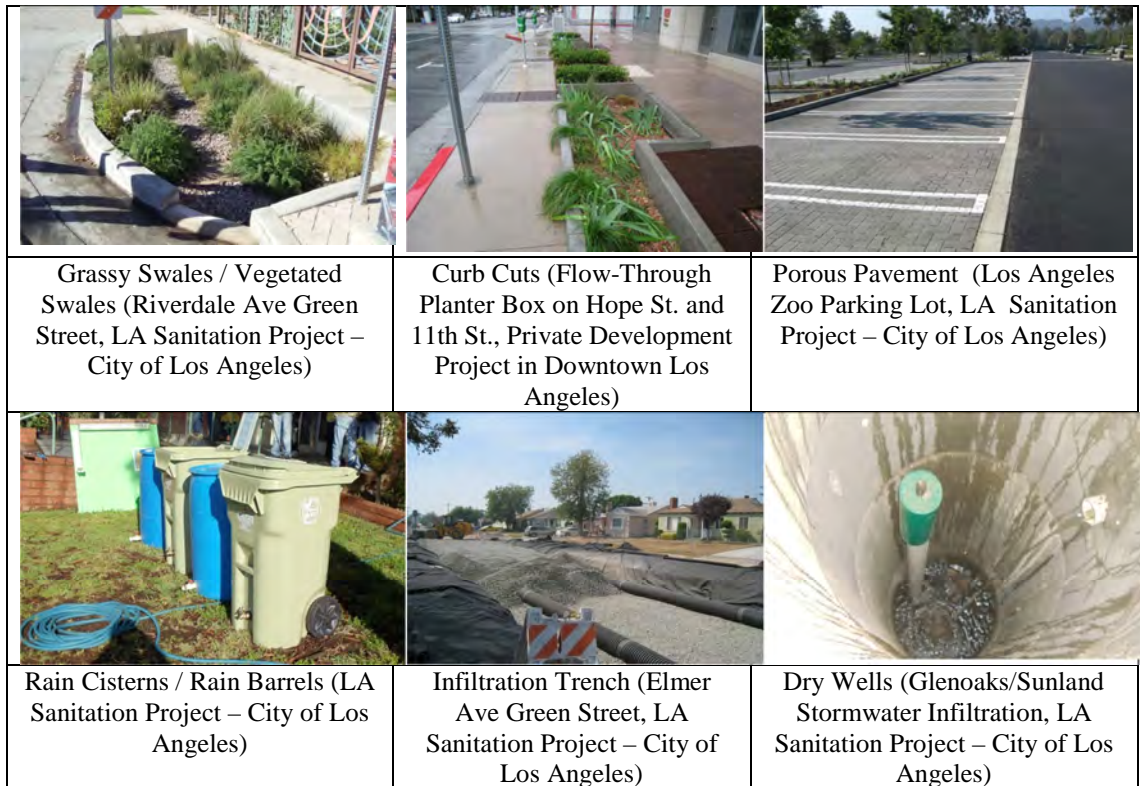 Grassy Swales / Vegetated
Swales (Riverdale Ave Green
Street, LA Sanitation Project –
City of Los Angeles)
Curb Cuts (Flow-Through
Planter Box on Hope St. and
11th St., Private Development
Project in Downtown Los
Angeles)
Porous Pavement (Los Angeles
Zoo Parking Lot, LA Sanitation
Project – City of Los Angeles)
Rain Cisterns / Rain Barrels (LA
Sanitation Project – City of Los
Angeles)
Infiltration Trench (Elmer
Ave Green Street, LA
Sanitation Project – City of
Los Angeles)
Dry Wells (Glenoaks/Sunland
Stormwater Infiltration, LA
Sanitation Project – City of Los
Angeles)